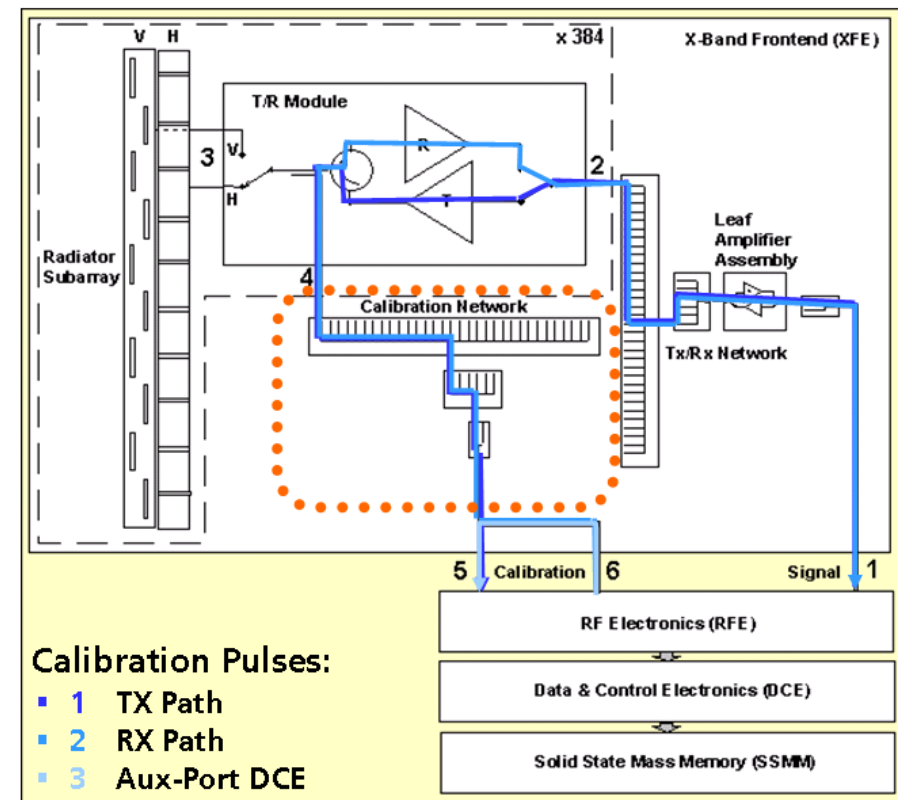 V H
x 384
X-Band Frontend (XFE)
T/R Module
R
2
3
V
T
H
Leaf
Amplifier
Assembly
Radiator
Subarray
4
Calibration Network
Tx/Rx Network
5 Calibration 6
Signal 1
RF Electronics (RFE)
Data & Control Electronics (DCE)
Solid State Mass Memory (SSMM)
Calibration Pulses:
▪ 1 TX Path
▪ 2 RX Path
▪ 3 Aux-Port DCE